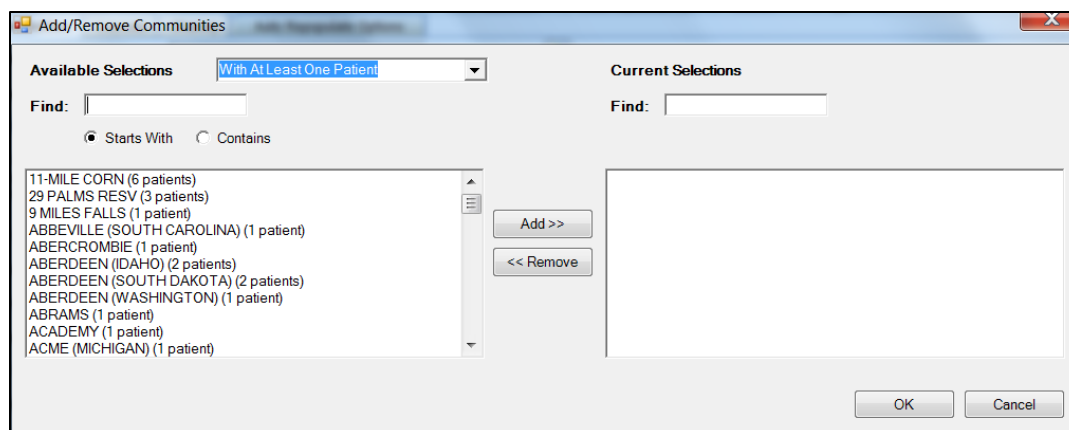 Add/Remove Communities
Available Selections
With At Least One Patient
Current Selections
Find:
Find:
Starts With
Contains
11-MILE CORN (6 patients)
29 PALMS RESV (3 patients)
9 MILES FALLS (1 patient)
ABBEVILLE (SOUTH CAROLINA) (1 patient)
ABERCROMBIE (1 patient)
ABERDEEN (IDAHO) (2 patients)
ABERDEEN (SOUTH DAKOTA) (2 patients)
ABERDEEN (WASHINGTON) (1 patient)
ABRAMS (1 patient)
ACADEMY (1 patient)
ACME (MICHIGAN) (1 patient)
Add >>
<< Remove
OK
Cancel